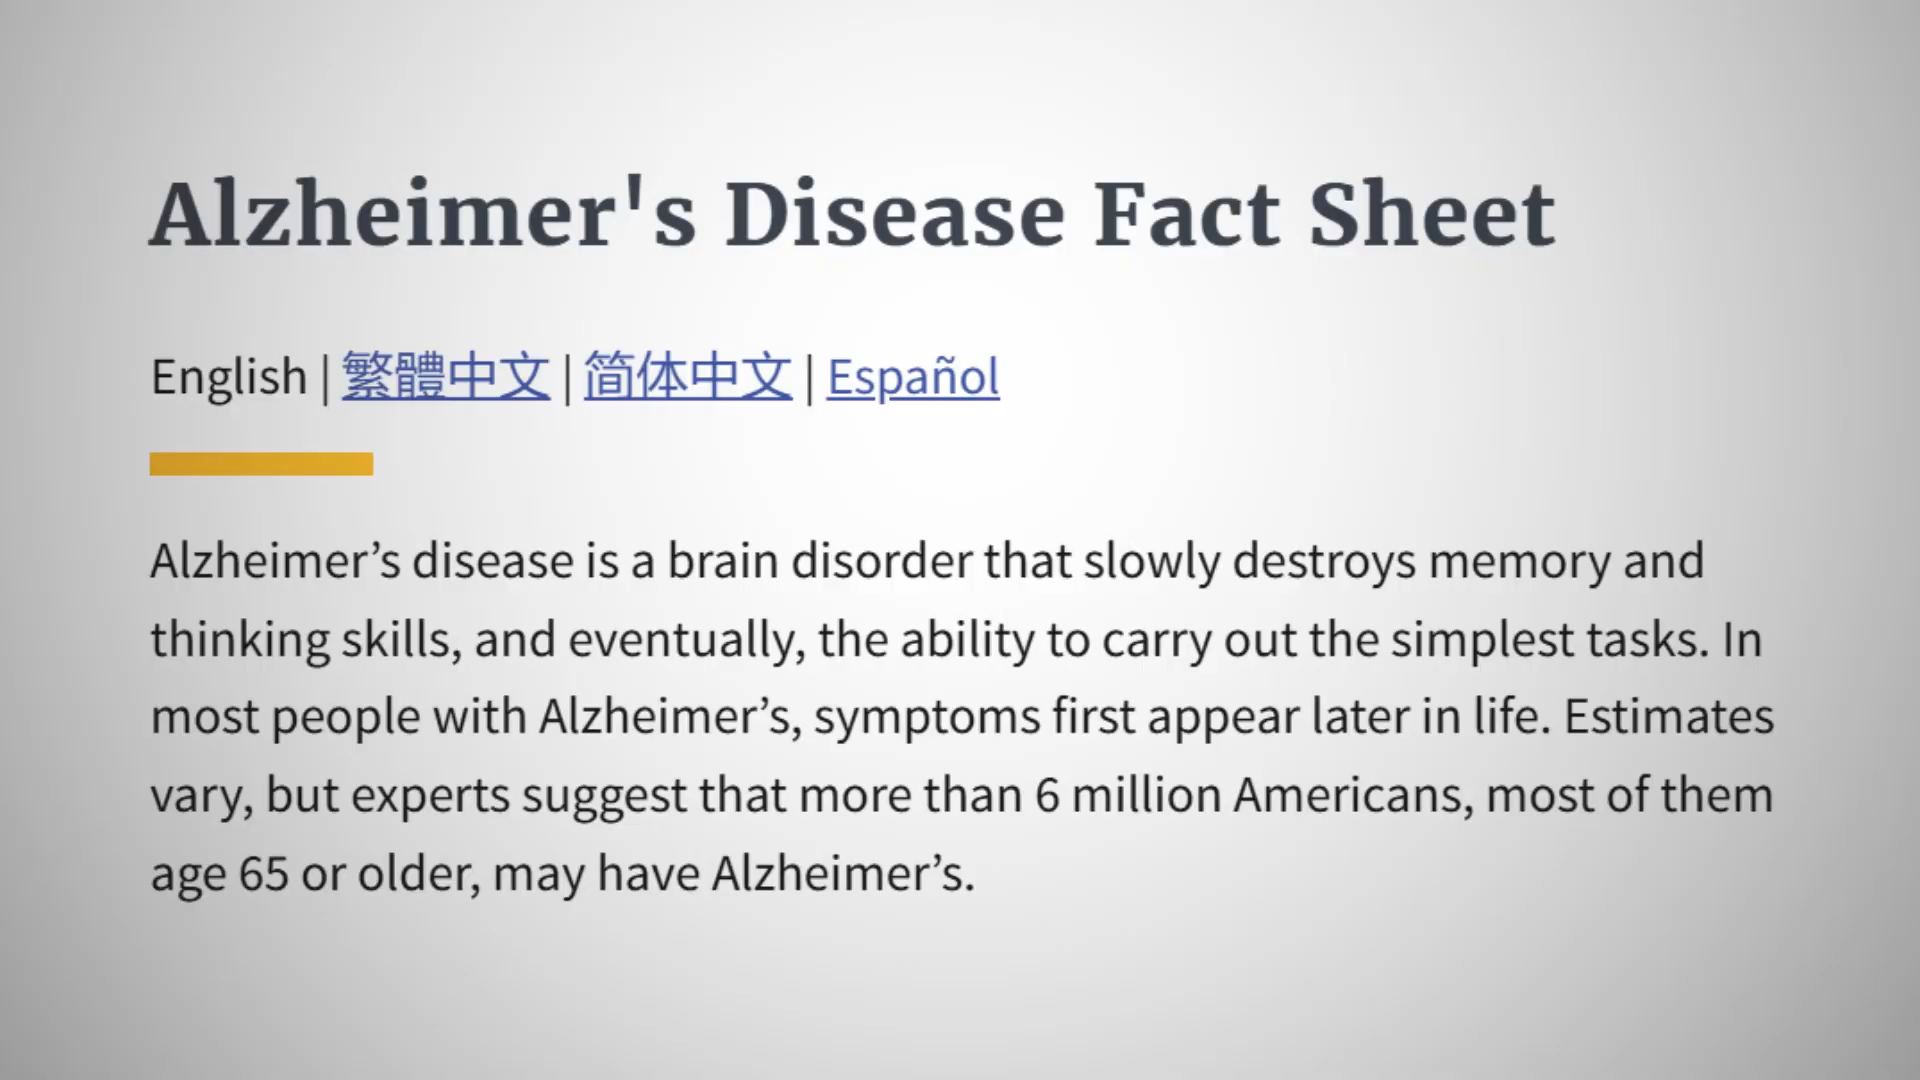 Alzheimer's Disease Fact Sheet
English | 繁體中文 | 简体中文 | Español
Alzheimer’s disease is a brain disorder that slowly destroys memory and
thinking skills, and eventually, the ability to carry out the simplest tasks. In
most people with Alzheimer’s, symptoms first appear later in life. Estimates
vary, but experts suggest that more than 6 million Americans, most of them
age 65 or older, may have Alzheimer’s.